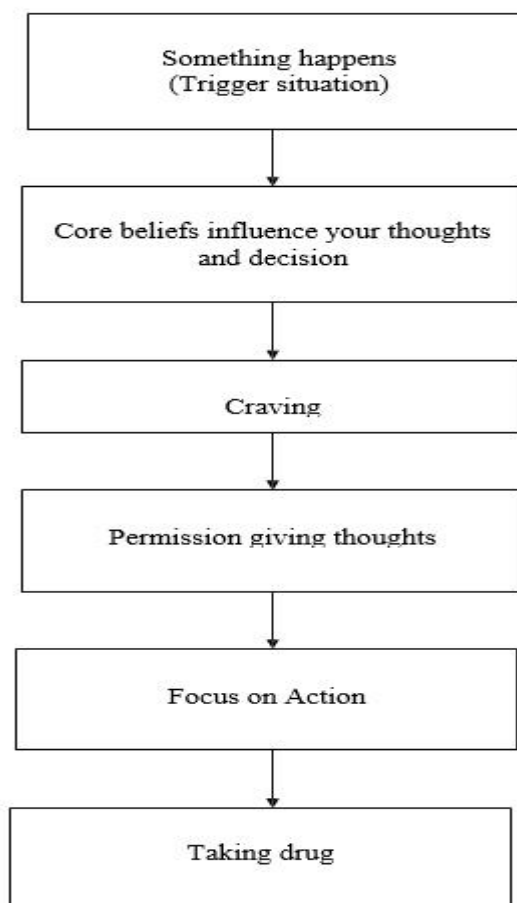 Something happens
(Trigger situation)
Core beliefs influence your thoughts
and decision
Craving
Permission giving thoughts
Focus on Action
Taking drug